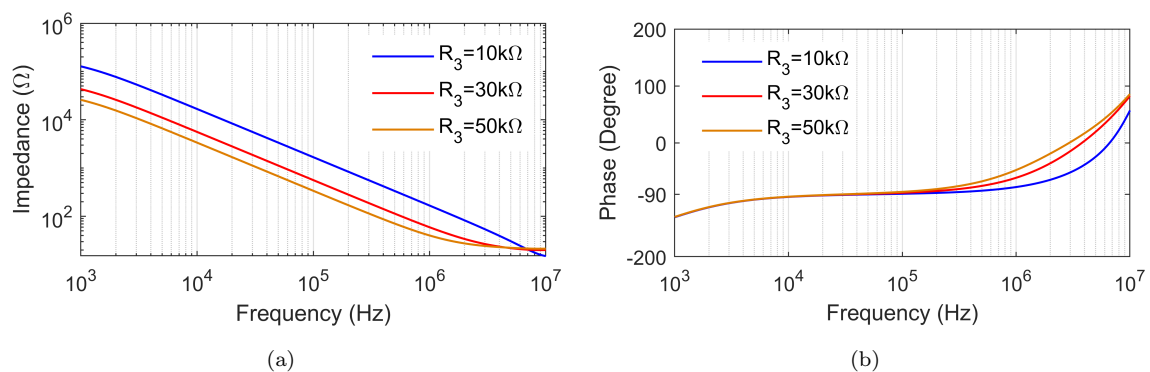 10^6
10^4
10^2
Impedance (Ω)
R_3=10kΩ
R_3=30kΩ
R_3=50kΩ
10^3 10^4 10^5 10^6 10^7
Frequency (Hz)
(a)
200
100
0
-90
-200
Phase (Degree)
R_3=10kΩ
R_3=30kΩ
R_3=50kΩ
10^3 10^4 10^5 10^6 10^7
Frequency (Hz)
(b)